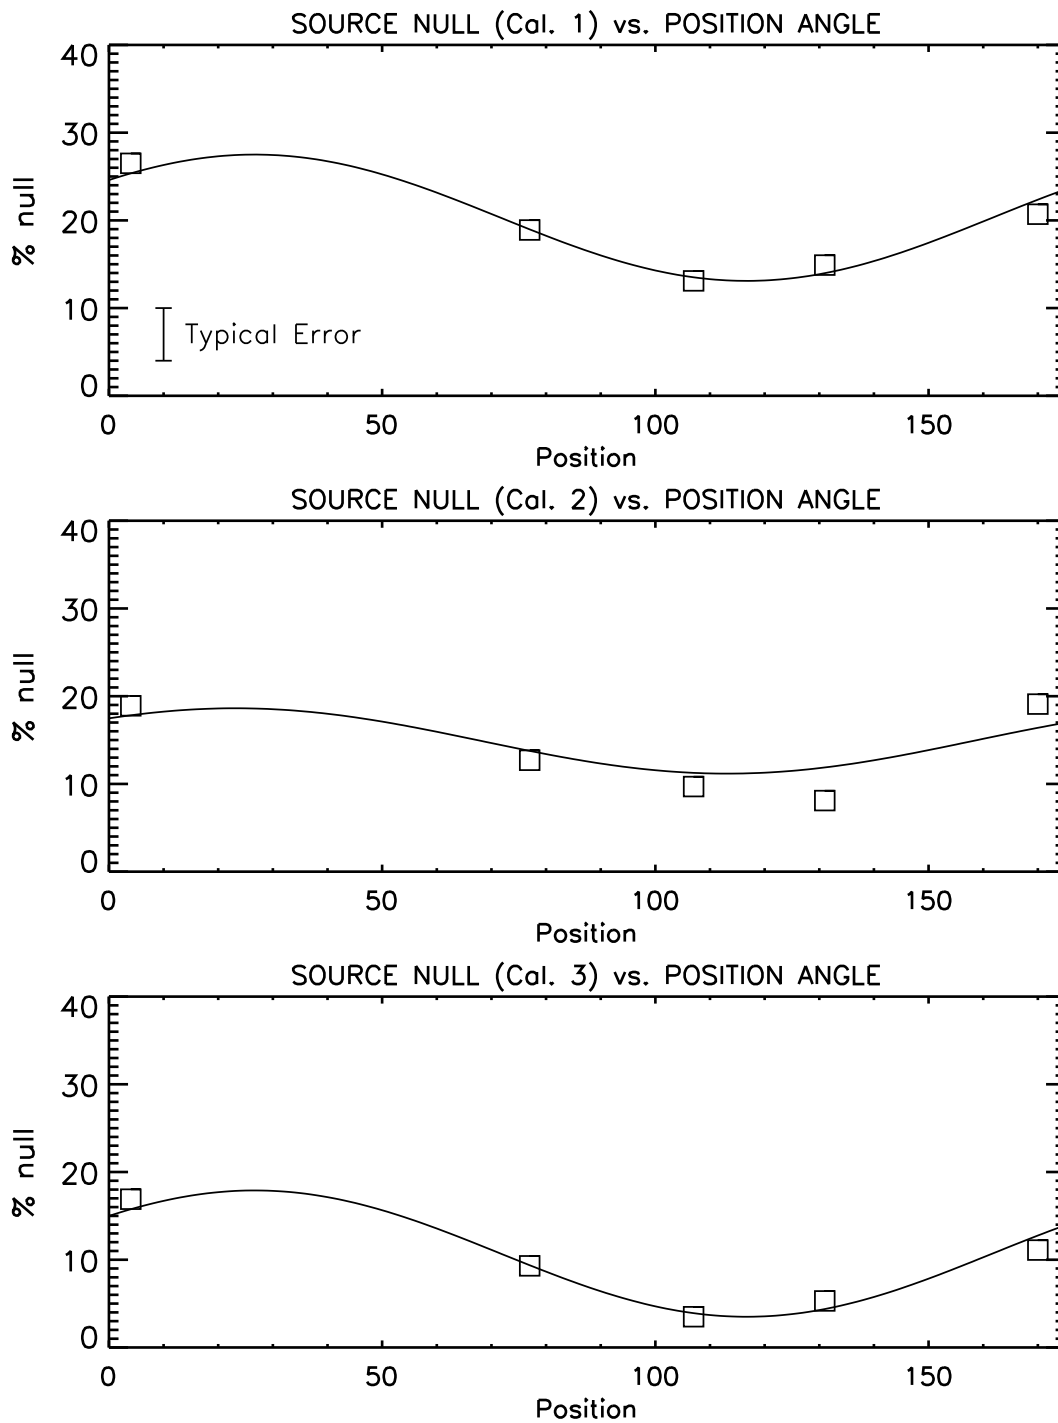 SOURCE NULL (Cal. 1) vs. POSITION ANGLE
40
30
20
10
0
% null
Typical Error
0 50 100 150
Position
SOURCE NULL (Cal. 2) vs. POSITION ANGLE
40
30
20
10
0
% null
0 50 100 150
Position
SOURCE NULL (Cal. 3) vs. POSITION ANGLE
40
30
20
10
0
% null
0 50 100 150
Position